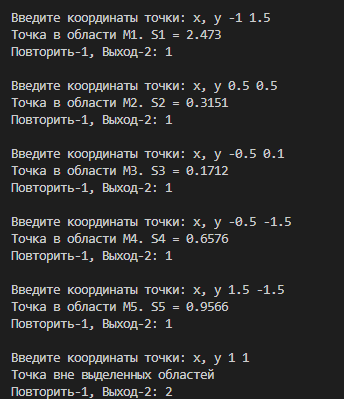 Введите координаты точки: x, y -1 1.5
Точка в области M1. S1 = 2.473
Повторить-1, Выход-2: 1
Введите координаты точки: x, y 0.5 0.5
Точка в области M2. S2 = 0.3151
Повторить-1, Выход-2: 1
Введите координаты точки: x, y -0.5 0.1
Точка в области M3. S3 = 0.1712
Повторить-1, Выход-2: 1
Введите координаты точки: x, y -0.5 -1.5
Точка в области M4. S4 = 0.6576
Повторить-1, Выход-2: 1
Введите координаты точки: x, y 1.5 -1.5
Точка в области M5. S5 = 0.9566
Повторить-1, Выход-2: 1
Введите координаты точки: x, y 1 1
Точка вне выделенных областей
Повторить-1, Выход-2: 2